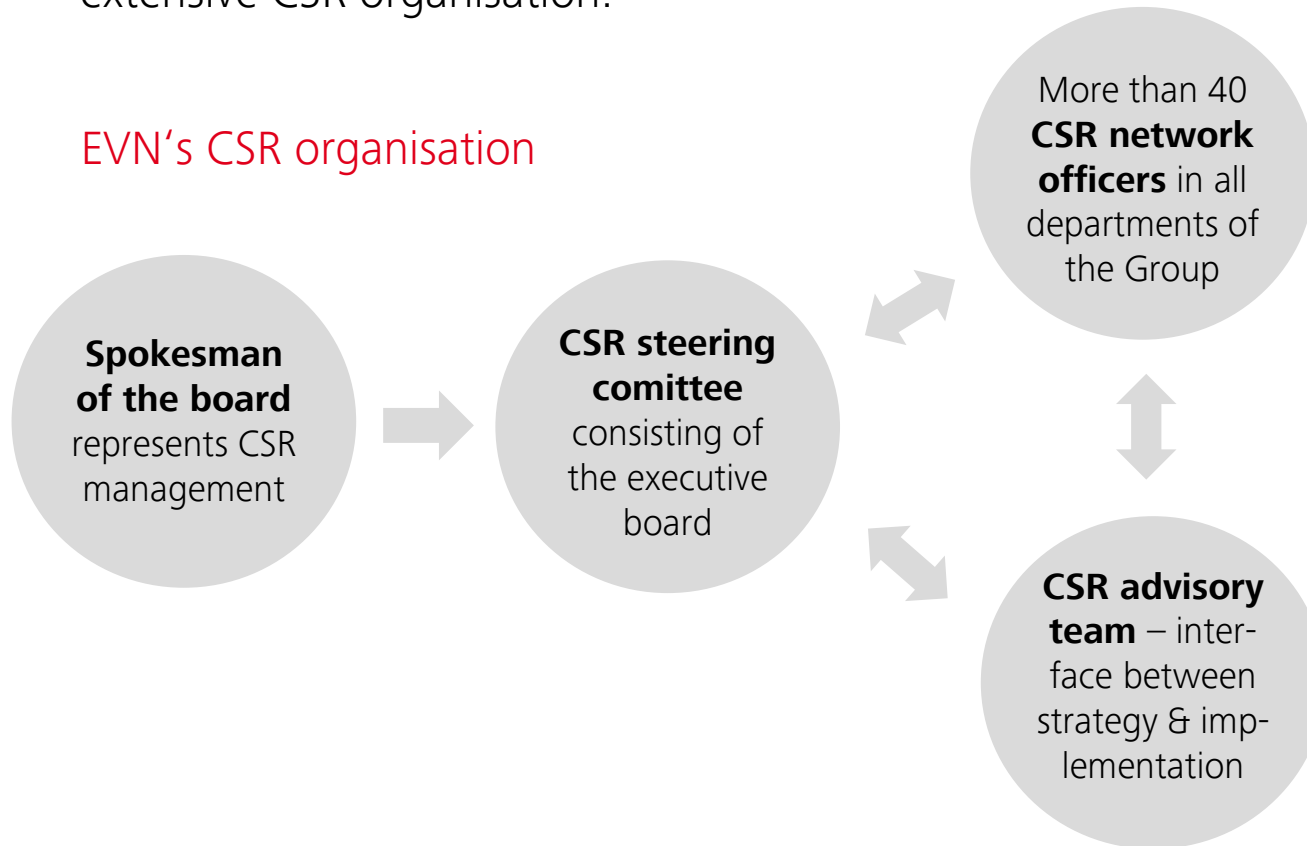 extensive CSR organisation.
EVN‘s CSR organisation
Spokesman
of the board
represents CSR
management
CSR steering
comittee
consisting of
the executive
board
More than 40
CSR network
officers in all
departments of
the Group
CSR advisory
team – inter-
face between
strategy & imp-
lementation